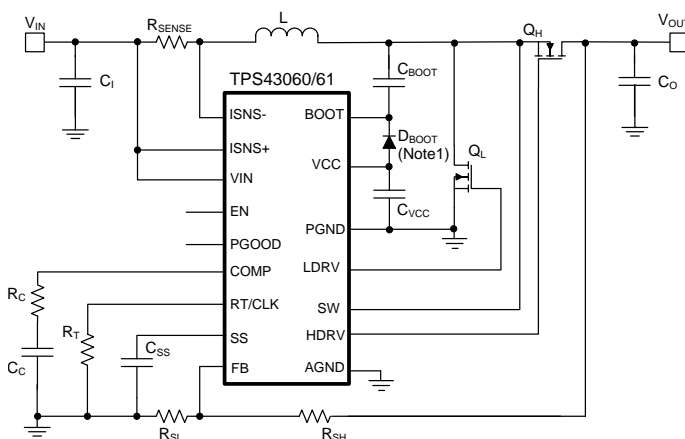 VIN
RSENSE
L
QH
VOUT
CI
TPS43060/61
CBOOT
CO
ISNS-
BOOT
DBOOT
(Note1)
QL
ISNS+
VCC
VIN
EN
CVCC
PGOOD
PGND
COMP
LDRV
RC
RT/CLK
SW
RT
SS
HDRV
CSS
CC
FB
AGND
RSL
RSH